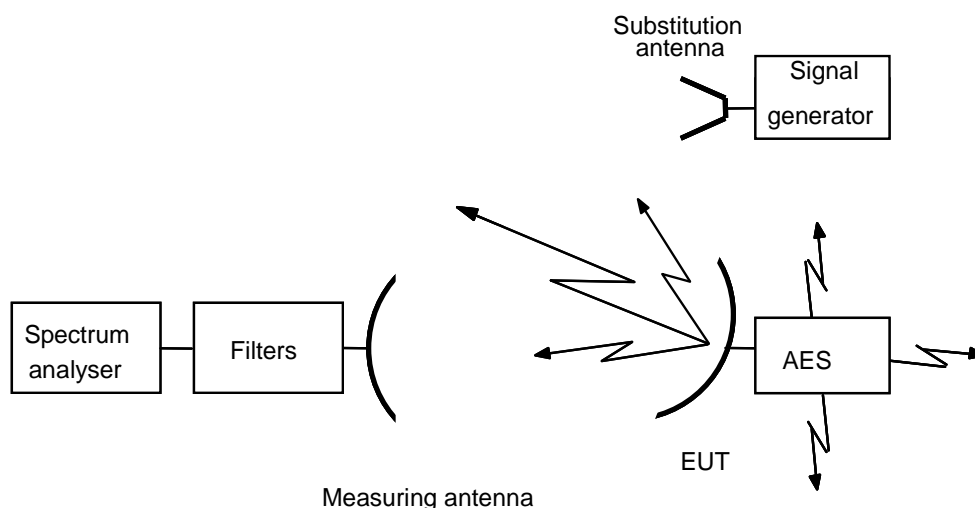 Substitution
antenna
Signal
generator
Spectrum
analyser
Filters
AES
EUT
Measuring antenna